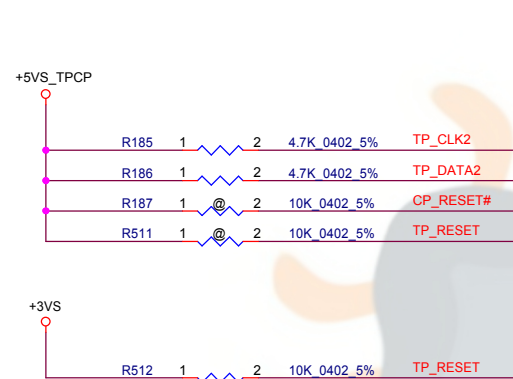 +5VS_TPCP
R185 1 2 4.7K_0402_5% TP_CLK2
R186 1 2 4.7K_0402_5% TP_DATA2
R187 1 @ 2 10K_0402_5% CP_RESET#
R511 1 @ 2 10K_0402_5% TP_RESET
+3VS
R512 1 2 10K_0402_5% TP_RESET